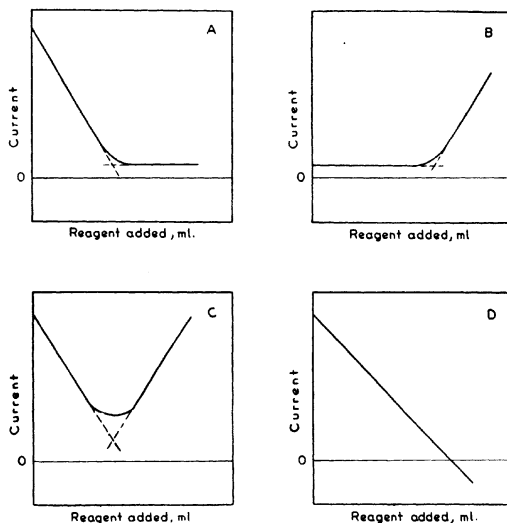 A
Current
0
Reagent added, ml.
B
Current
0
Reagent added, ml
C
Current
0
Reagent added, ml
D
Current
0
Reagent added, ml.